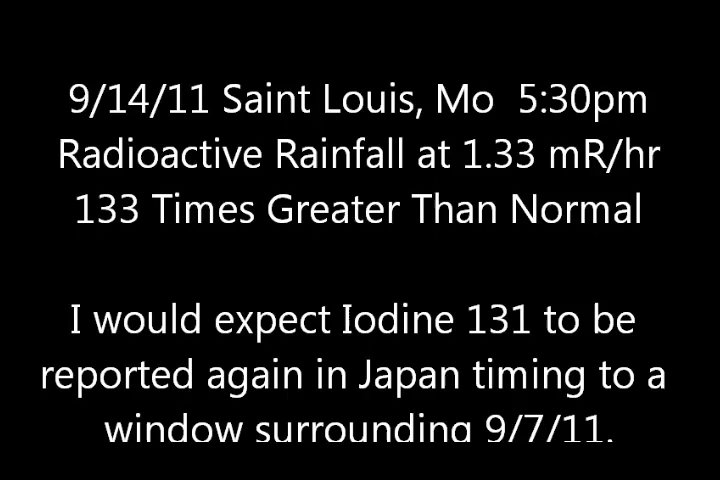 9/14/11 Saint Louis, Mo  5:30pm
Radioactive Rainfall at 1.33 mR/hr
133 Times Greater Than Normal
I would expect Iodine 131 to be
reported again in Japan timing to a
window surrounding 9/7/11.